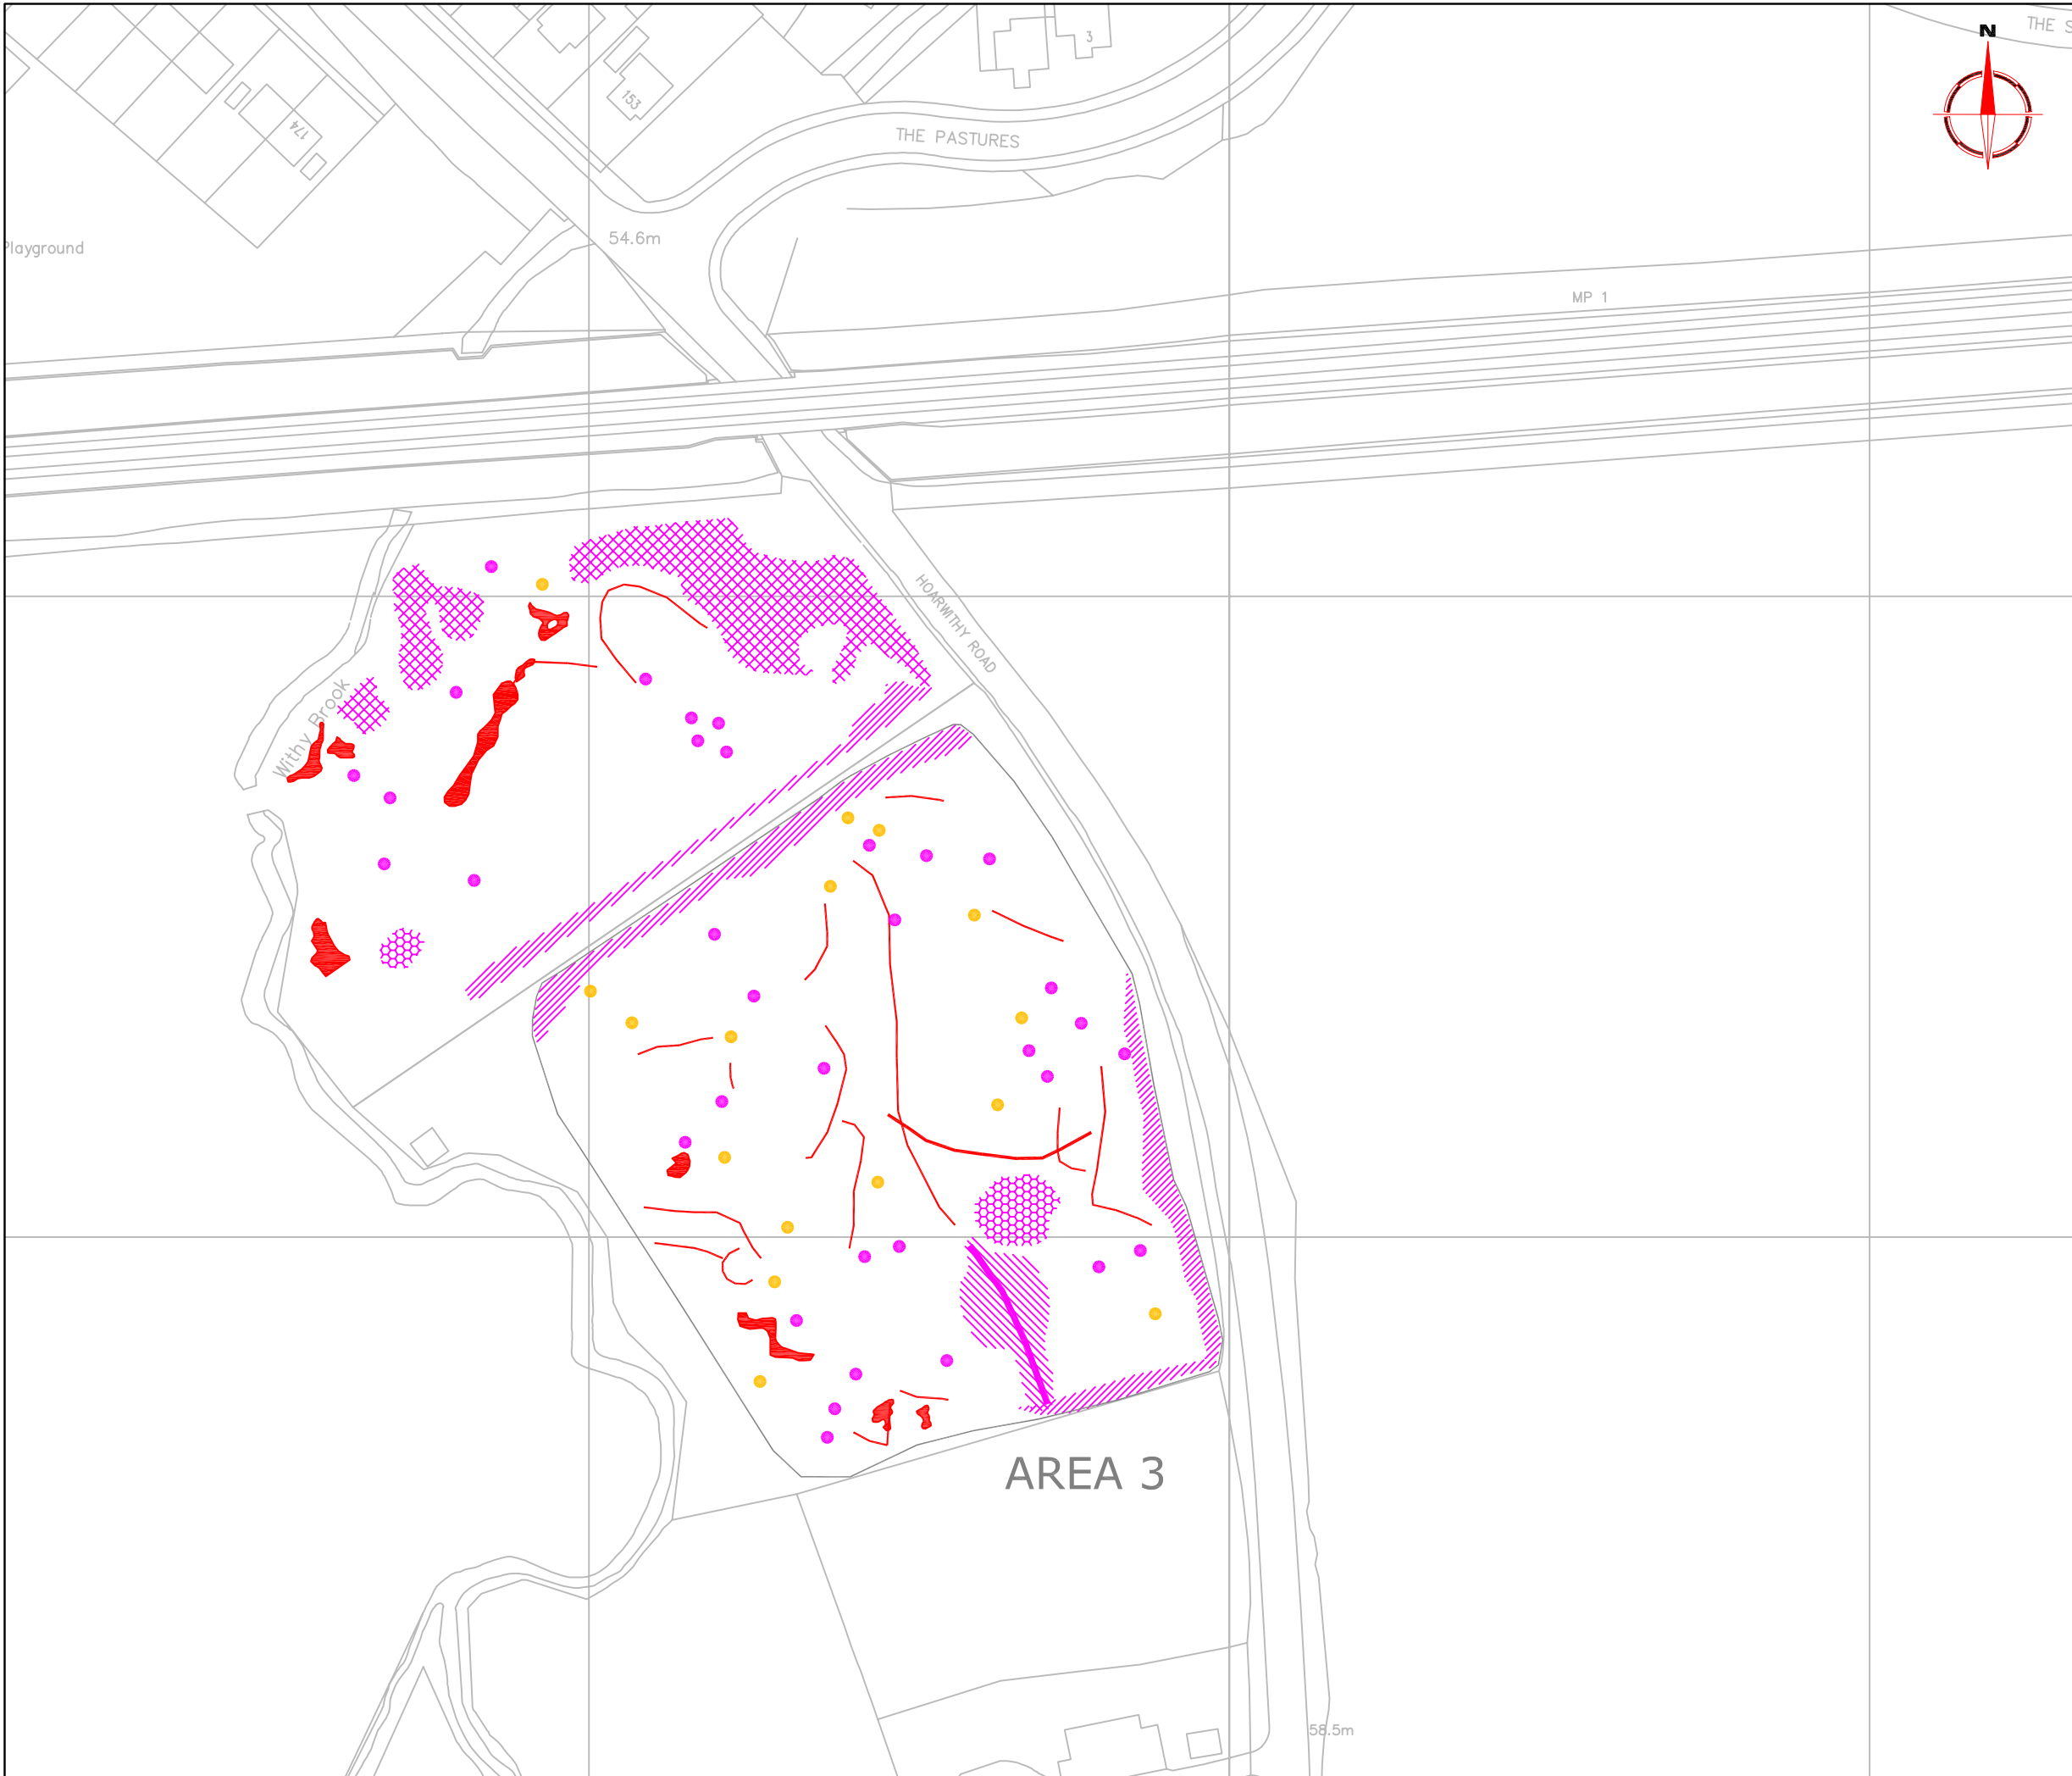 THE S
N
3
153
174
THE PASTURES
54.6m
Playground
MP 1
HOARWITHY ROAD
Withy Brook
AREA 3
58.5m